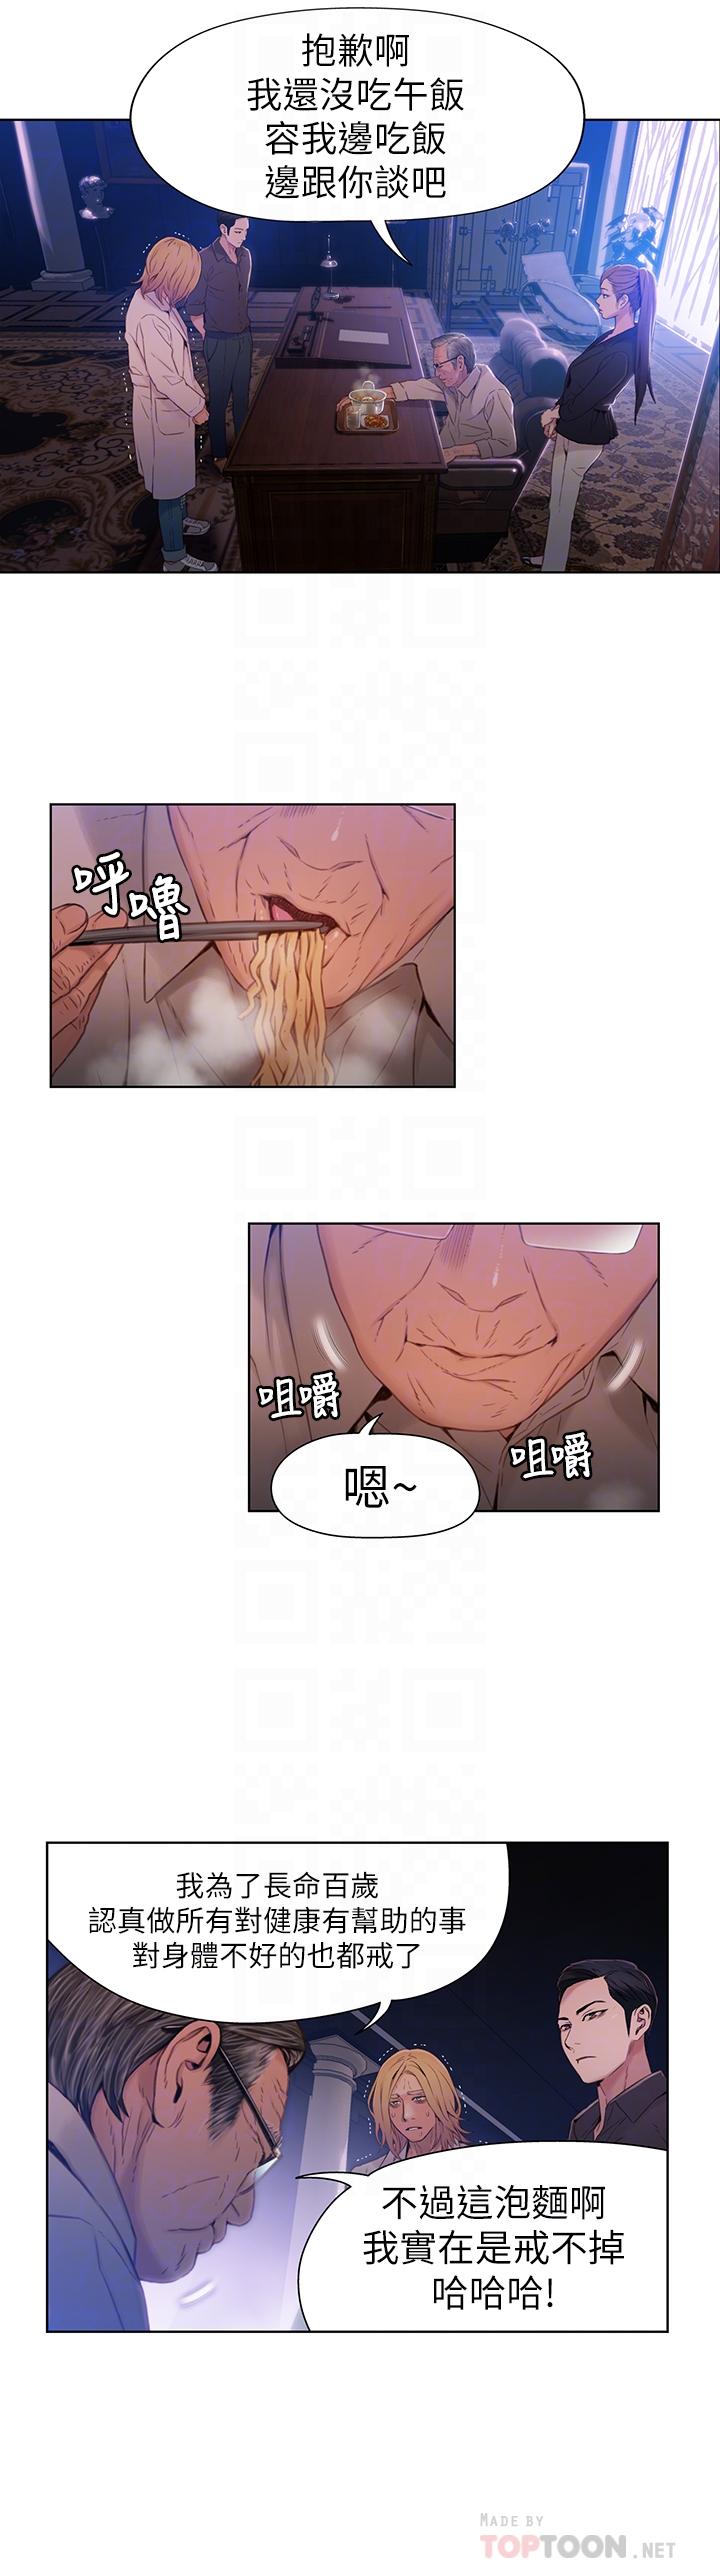 抱歉啊
我還沒吃午飯
容我邊吃飯
邊跟你談吧
呼嚕
咀嚼
嗯~
咀嚼
我為了長命百歲
認真做所有對健康有幫助的事
對身體不好的也都戒了
不過這泡麵啊
我實在是戒不掉
哈哈哈!
MADE BY
TOPTOON.NET